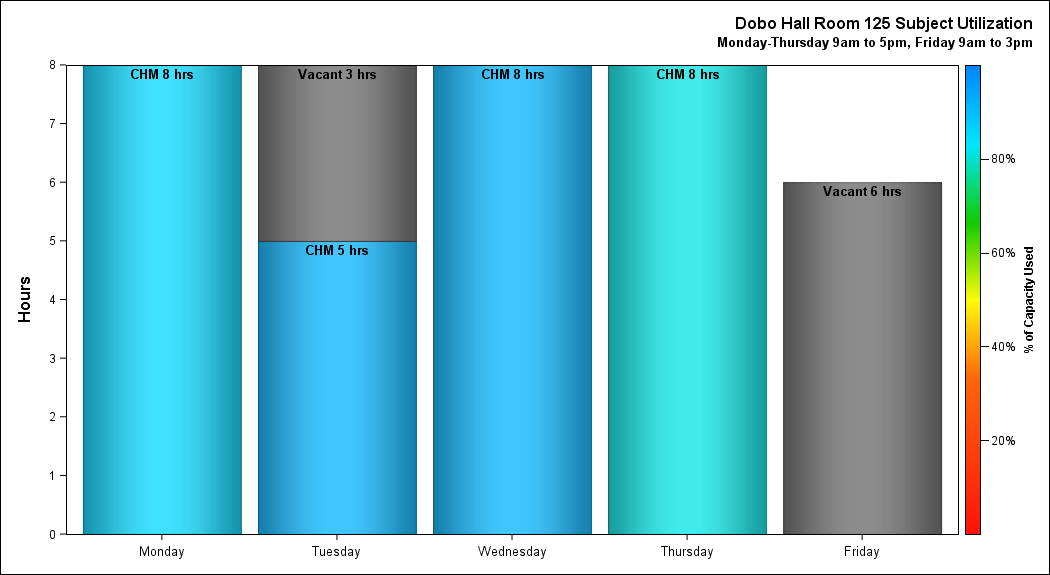 Dobo Hall Room 125 Subject Utilization
Monday-Thursday 9am to 5pm, Friday 9am to 3pm
8
7
6
5
4
3
2
1
0
Hours
CHM 8 hrs
Vacant 3 hrs
CHM 5 hrs
CHM 8 hrs
CHM 8 hrs
Vacant 6 hrs
Monday
Tuesday
Wednesday
Thursday
Friday
80%
60%
40%
20%
% of Capacity Used